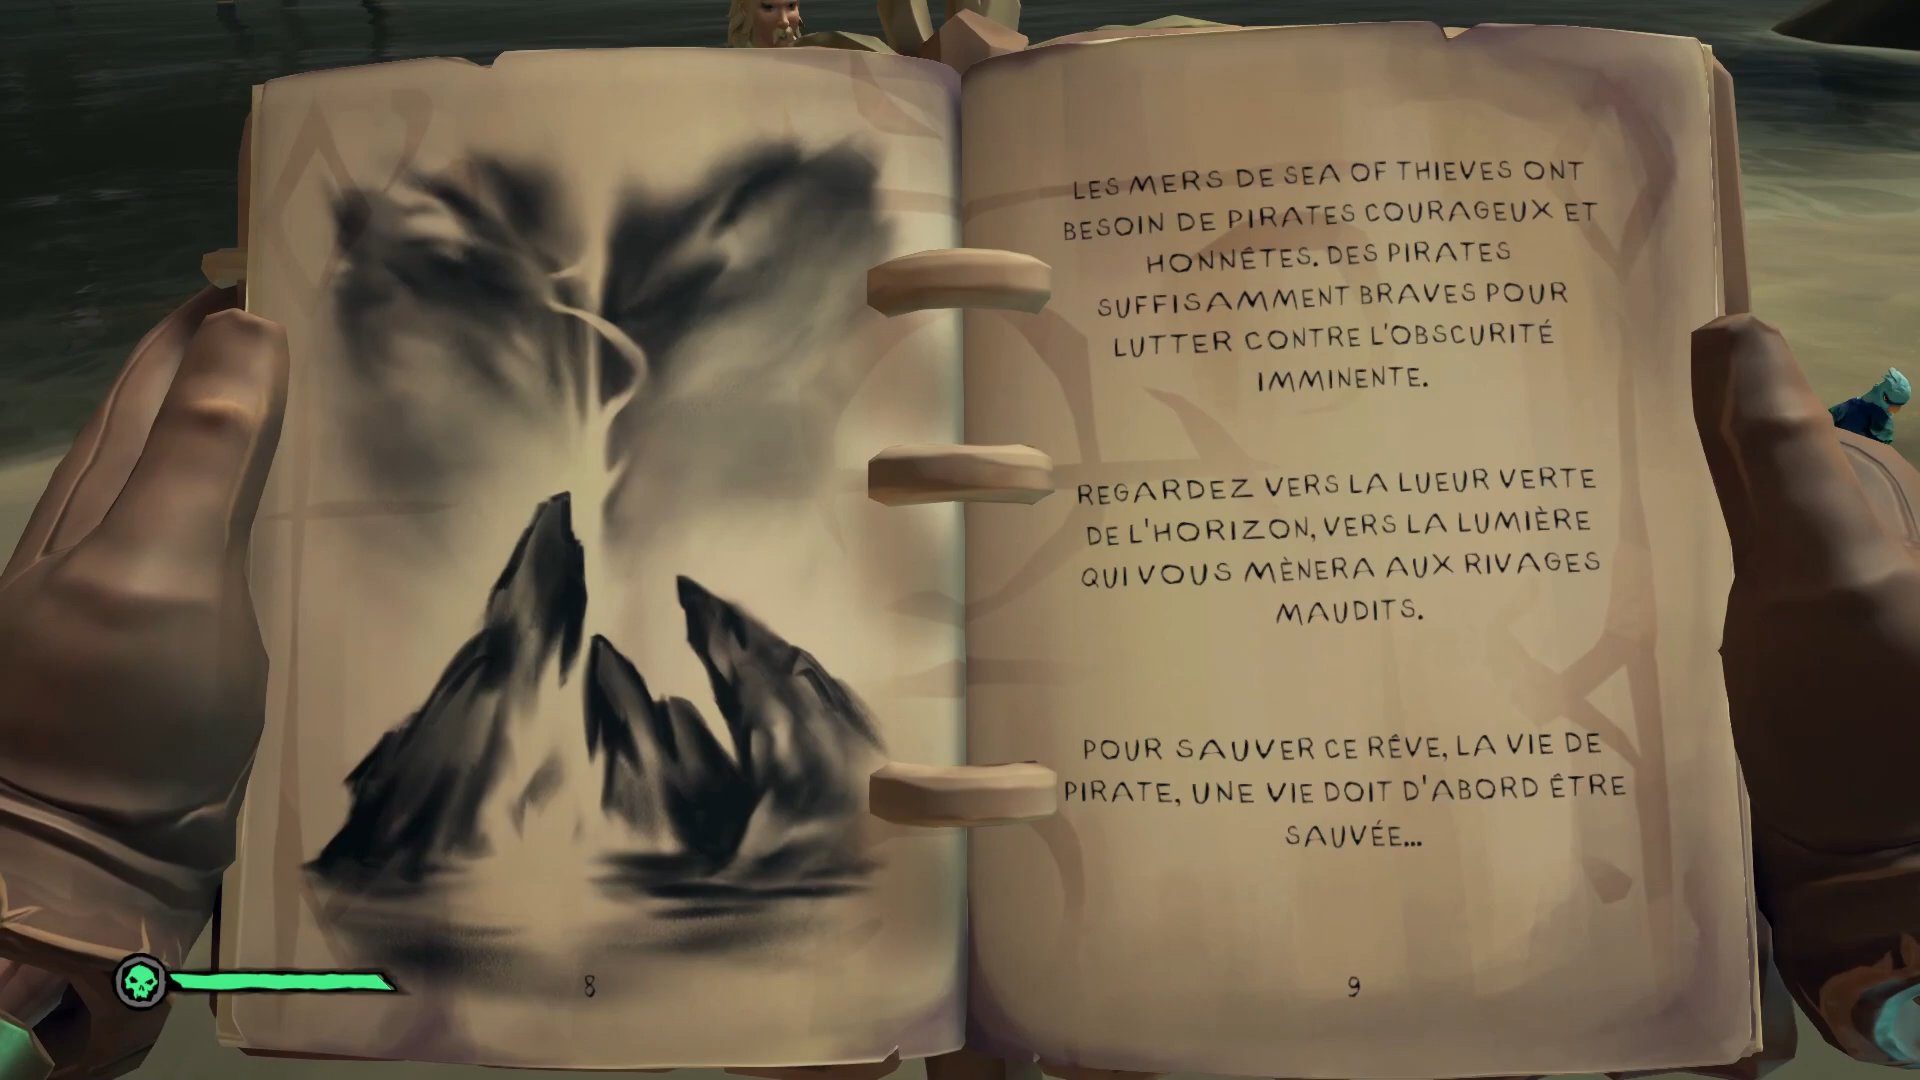 LES MERS DE SEA OF THIEVES ONT
BESOIN DE PIRATES COURAGEUX ET
HONNÊTES. DES PIRATES
SUFFISAMMENT BRAVES POUR
LUTTER CONTRE L'OBSCURITÉ
IMMINENTE.
REGARDEZ VERS LA LUEUR VERTE
DE L'HORIZON, VERS LA LUMIÈRE
QUI VOUS MÈNERA AUX RIVAGES
MAUDITS.
POUR SAUVER CE RÊVE, LA VIE DE
PIRATE, UNE VIE DOIT D'ABORD ÊTRE
SAUVÉE...
8
9